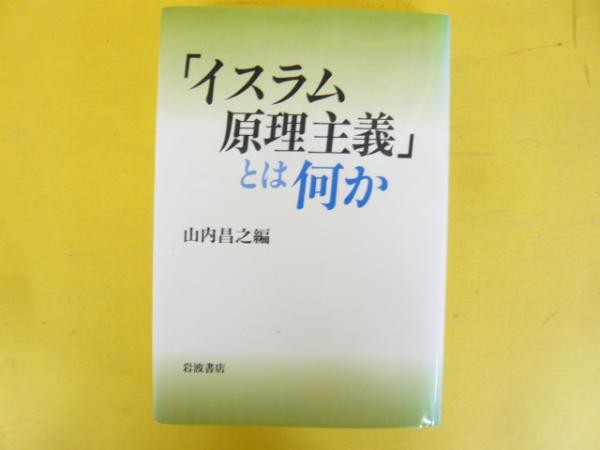 「イスラム
原理主義」
とは何か
山内昌之編
岩波書店